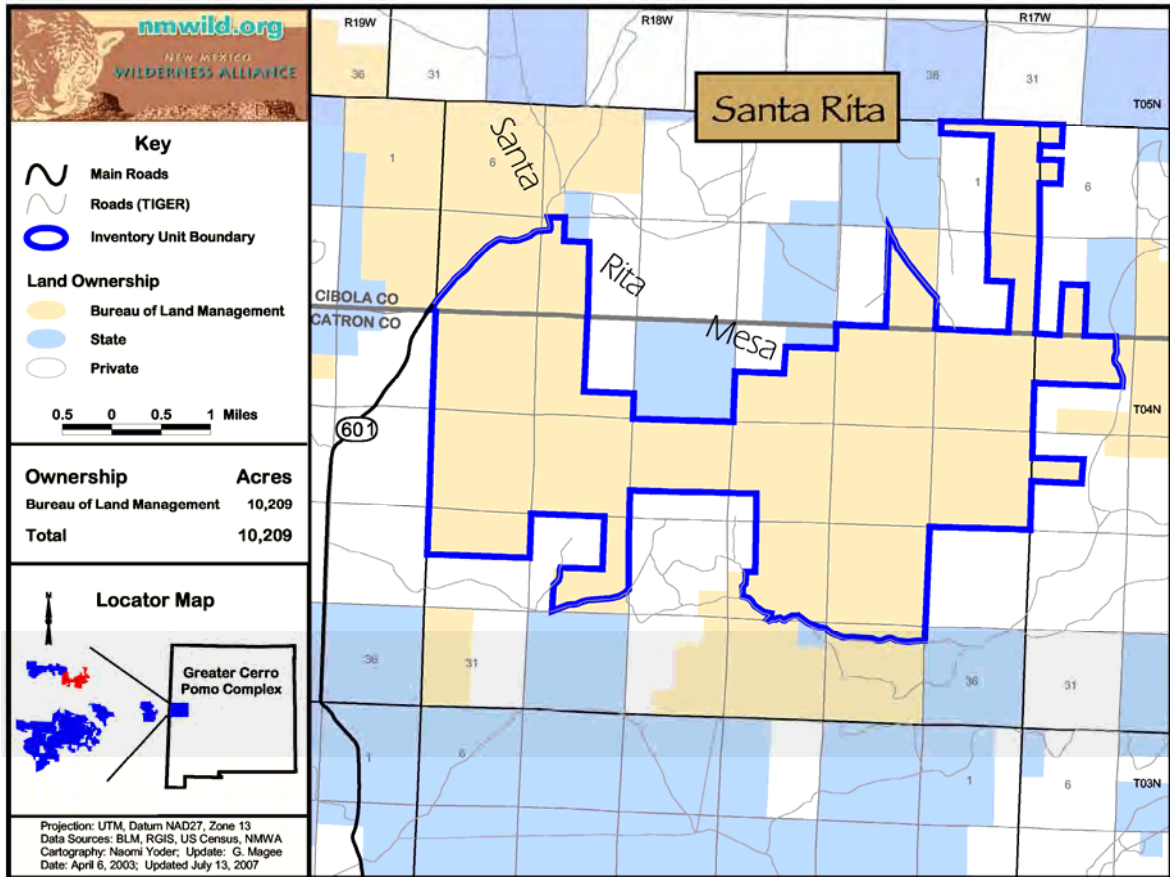 nmwild.org
NEW MEXICO
WILDERNESS ALLIANCE
Key
Main Roads
Roads (TIGER)
Inventory Unit Boundary
Land Ownership
Bureau of Land Management
State
Private
0.5 0 0.5 1 Miles
Ownership Acres
Bureau of Land Management 10,209
Total 10,209
Locator Map
N
Greater Cerro
Pomo Complex
Projection: UTM, Datum NAD27, Zone 13
Data Sources: BLM, RGIS, US Census, NMWA
Cartography: Naomi Yoder; Update: G. Magee
Date: April 6, 2003; Updated July 13, 2007
R19W R18W R17W
36 31 36 31
T05N
Santa Rita
1 6 1 6
Santa
Rita
Mesa
CIBOLA CO
CATRON CO
601
T04N
36 31 36 31
1 6 1 6
T03N